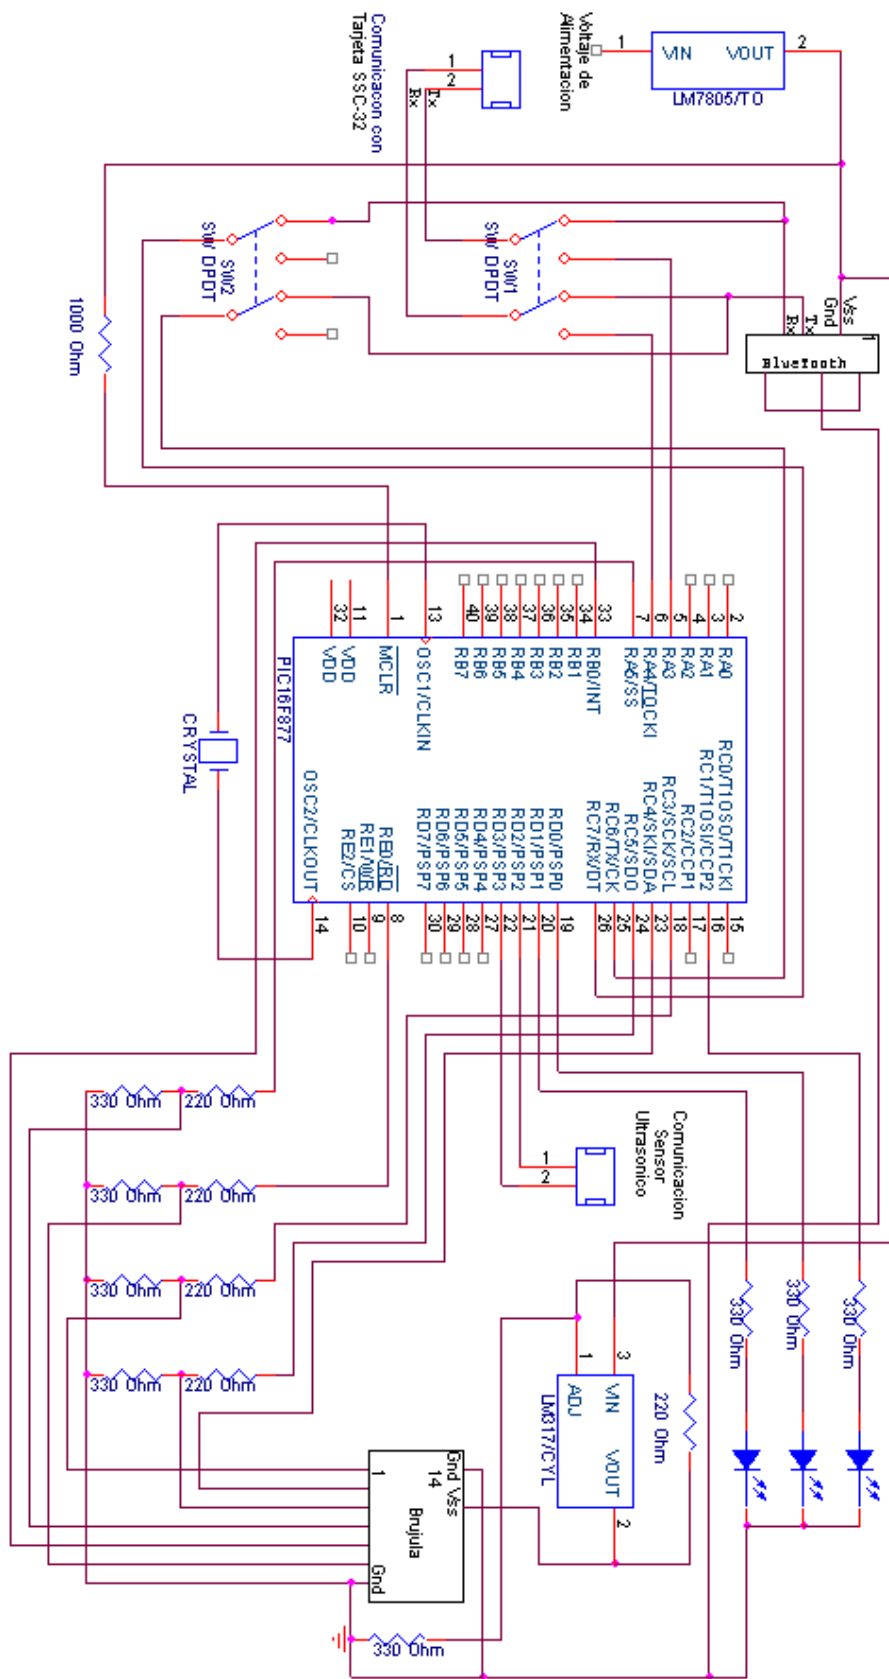 Voltaje de
Alimentacion
1
VIN
VOUT
2
LM7805/TO
Comunicacon con
Tarjeta SSC-32
1
2
Rx
Tx
SW2
SW DPDT
SW1
SW DPDT
Vss
Gnd
Tx
Rx
1
BlueTooth
1000 Ohm
PIC16F877
2
3
4
5
6
7
33
34
35
36
37
38
39
40
13
1
11
32
RA0
RA1
RA2
RA3
RA4/T0CKI
RA5/SS
RB0/INT
RB1
RB2
RB3
RB4
RB5
RB6
RB7
OSC1/CLKIN
MCLR
VDD
VDD
RC0/T1OSO/T1CKI
RC1/T1OSI/CCP2
RC2/CCP1
RC3/SCK/SCL
RC4/SKI/SDA
RC5/SDO
RC6/TX/CK
RC7/RX/DT
RD0/PSP0
RD1/PSP1
RD2/PSP2
RD3/PSP3
RD4/PSP4
RD5/PSP5
RD6/PSP6
RD7/PSP7
RE0/RD
RE1/WR
RE2/CS
OSC2/CLKOUT
15
16
17
18
23
24
25
26
19
20
21
22
27
28
29
30
8
9
10
14
CRYSTAL
330 Ohm
220 Ohm
330 Ohm
220 Ohm
330 Ohm
220 Ohm
330 Ohm
220 Ohm
Comunicacion
Sensor
Ultrasonico
1
2
330 Ohm
330 Ohm
330 Ohm
220 Ohm
1
3
ADJ
VIN
VOUT
2
LM317/CYL
Gnd Vss
14
1
Brujula
Gnd
330 Ohm